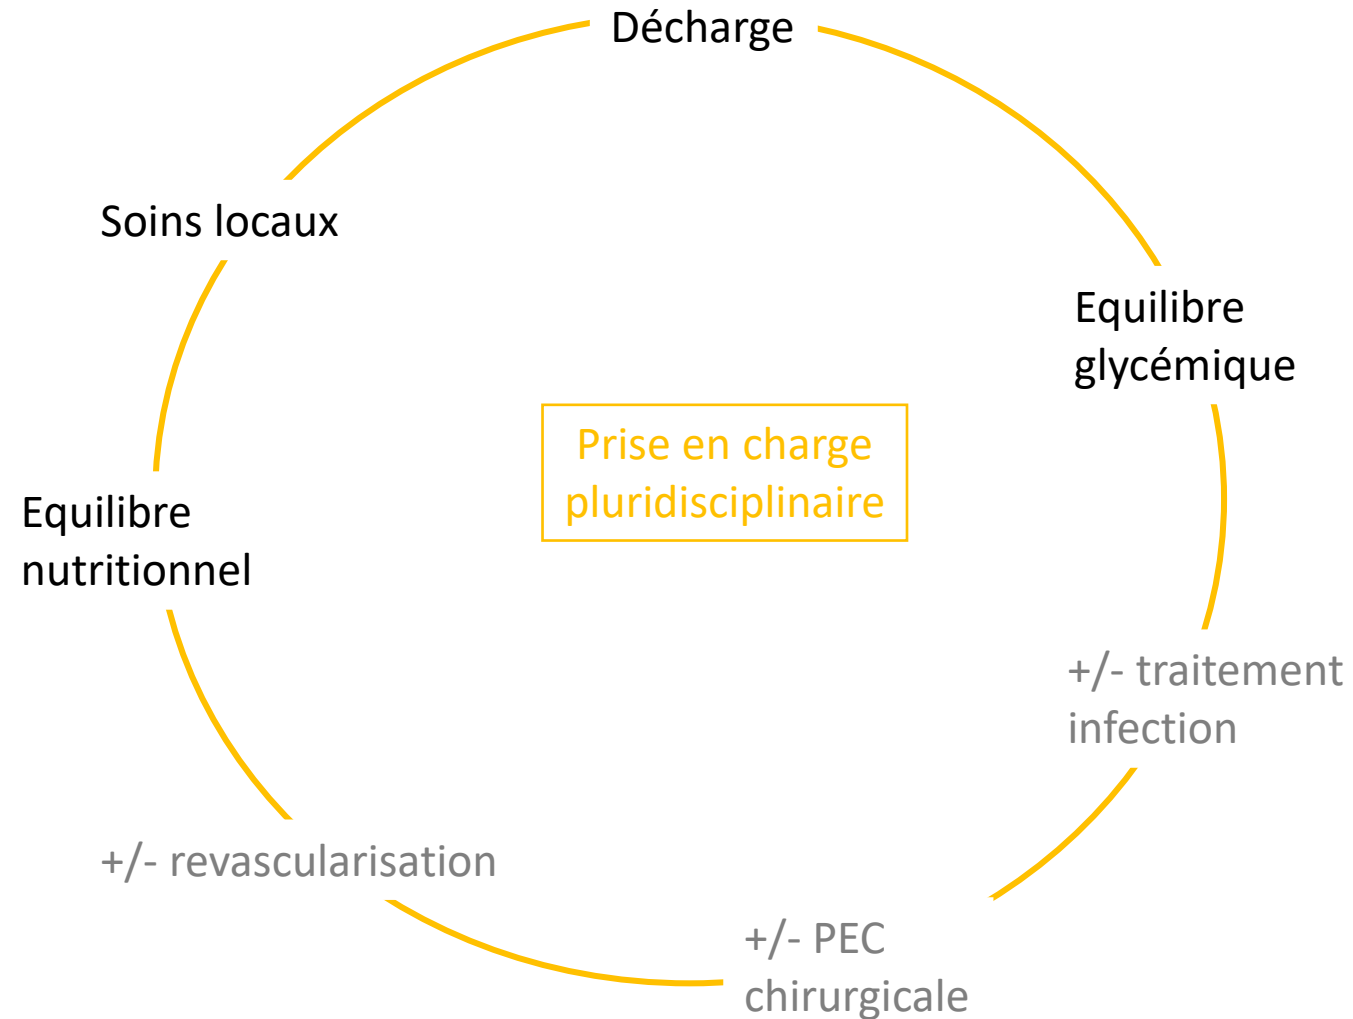 Décharge
Soins locaux
Equilibre
glycémique
Prise en charge
pluridisciplinaire
Equilibre
nutritionnel
+/- traitement
infection
+/- revascularisation
+/- PEC
chirurgicale